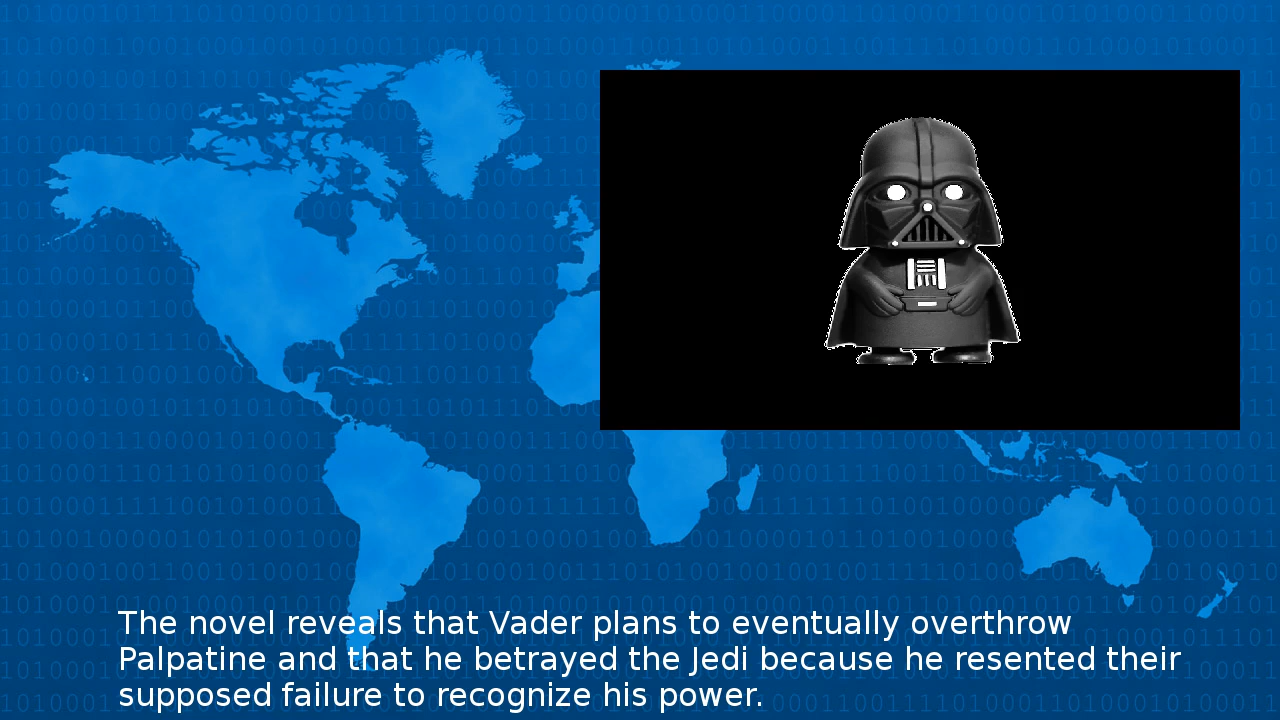 The novel reveals that Vader plans to eventually overthrow
Palpatine and that he betrayed the Jedi because he resented their
supposed failure to recognize his power.